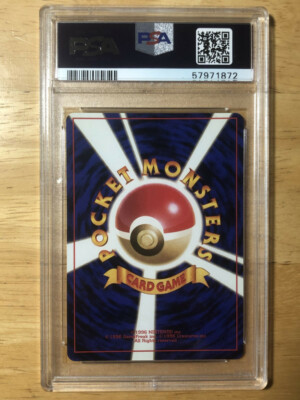 PSA
PSA
57971872
POCKET MONSTERS
CARD GAME